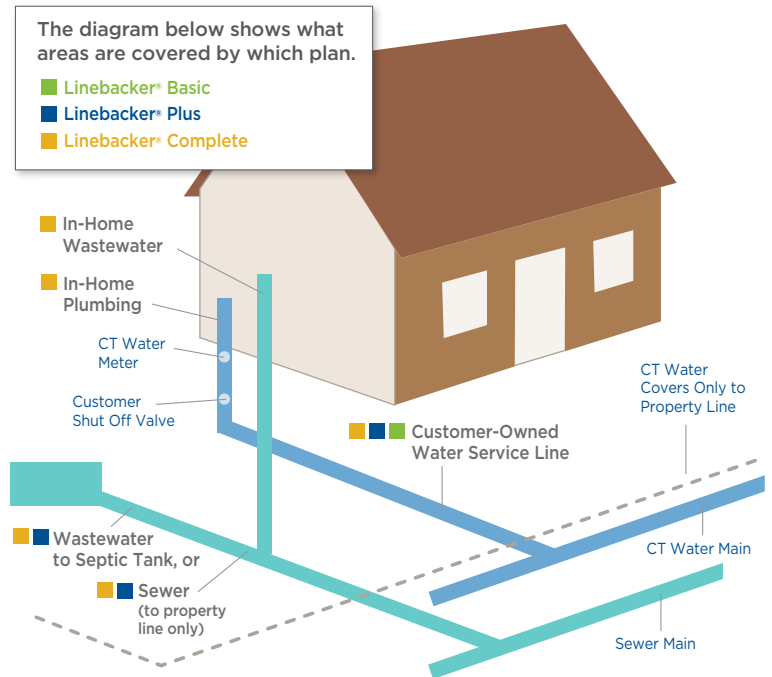 The diagram below shows what
areas are covered by which plan.
Linebacker® Basic
Linebacker® Plus
Linebacker® Complete
In-Home
Wastewater
In-Home
Plumbing
CT Water
Meter
Customer
Shut Off Valve
CT Water
Covers Only to
Property Line
Customer-Owned
Water Service Line
Wastewater
to Septic Tank, or
Sewer
(to property
line only)
CT Water Main
Sewer Main